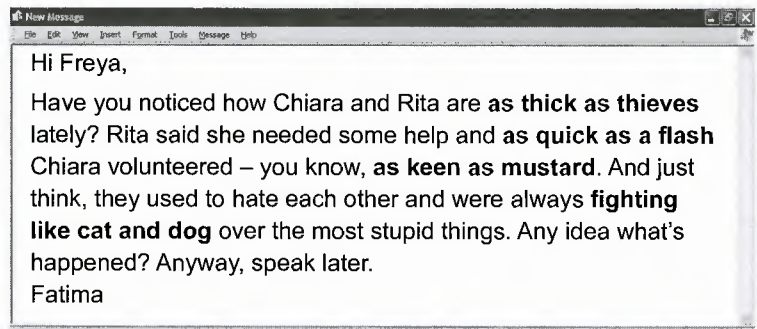 New Message
File Edit View Insert Format Tools Message Help
Hi Freya,
Have you noticed how Chiara and Rita are as thick as thieves
lately? Rita said she needed some help and as quick as a flash
Chiara volunteered – you know, as keen as mustard. And just
think, they used to hate each other and were always fighting
like cat and dog over the most stupid things. Any idea what's
happened? Anyway, speak later.
Fatima